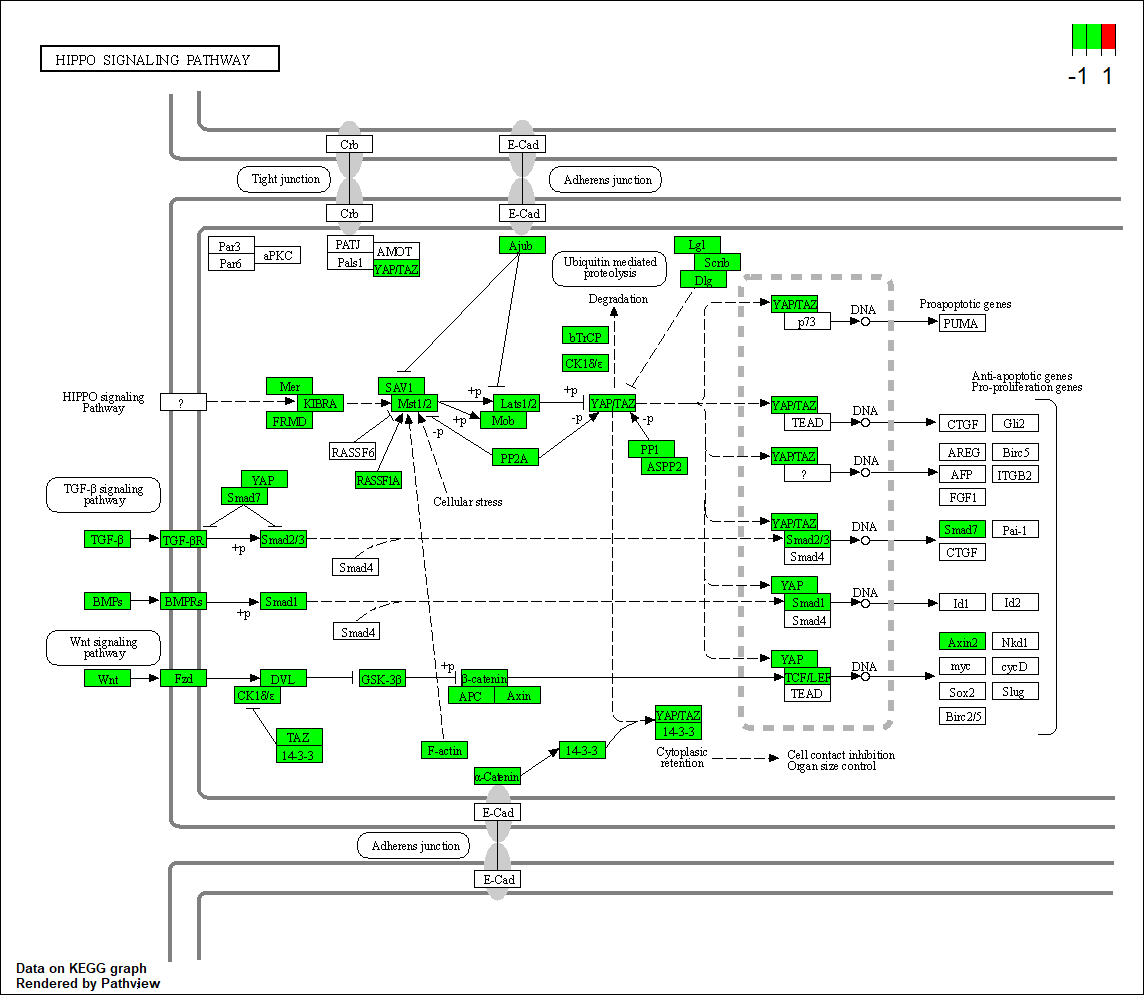 HIPPO SIGNALING PATHWAY
-1 1
Crb
E-Cad
Tight junction
Adherens junction
Crb
E-Cad
Par3
aPKC
Par6
PATJ
AMOT
Pals1
YAP/TAZ
Ajub
Ubiquitin mediated
proteolysis
Degradation
Lgl
Scrib
Dlg
bTrCP
CK1δ/ε
YAP/TAZ
p73
DNA
Proapoptotic genes
PUMA
Anti-apoptotic genes
Pro-proliferation genes
HIPPO signaling
Pathway
?
Mer
KIBRA
FRMD
SAV1
Mst1/2
+p
+p
-p
Lats1/2
Mob
+p
-p
YAP/TAZ
-p
RASSF6
RASSF1A
PP2A
PP1
ASPP2
Cellular stress
YAP/TAZ
TEAD
DNA
CTGF
Gli2
YAP/TAZ
?
DNA
AREG
Birc5
AFP
ITGB2
FGF1
TGF-β signaling
pathway
YAP
Smad7
TGF-β
TGF-βR
+p
Smad2/3
Smad4
YAP/TAZ
Smad2/3
Smad4
DNA
Smad7
Pai-1
CTGF
BMPs
BMPRs
+p
Smad1
Smad4
YAP
Smad1
Smad4
DNA
Id1
Id2
Wnt signaling
pathway
Wnt
Fzd
DVL
CK1δ/ε
GSK-3β
+p
β-catenin
APC
Axin
YAP
TCF/LEF
TEAD
DNA
Axin2
Nkd1
myc
cycD
Sox2
Slug
Birc2/5
TAZ
14-3-3
F-actin
14-3-3
YAP/TAZ
14-3-3
Cytoplasic
retention
Cell contact inhibition
Organ size control
α-Catenin
E-Cad
Adherens junction
E-Cad
Data on KEGG graph
Rendered by Pathview